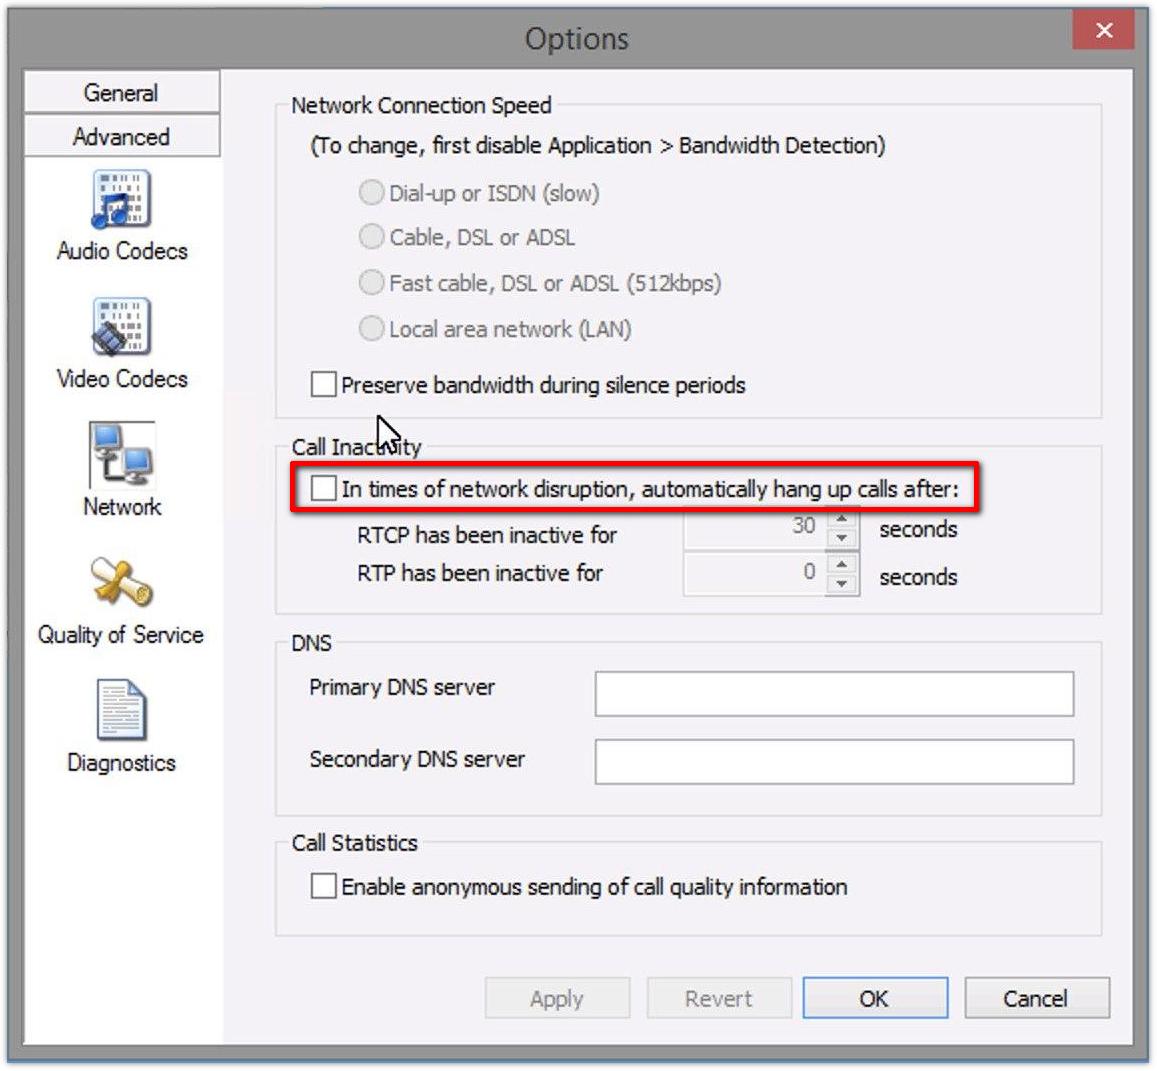 Options
General
Advanced
Audio Codecs
Video Codecs
Network
Quality of Service
Diagnostics
Network Connection Speed
(To change, first disable Application > Bandwidth Detection)
Dial-up or ISDN (slow)
Cable, DSL or ADSL
Fast cable, DSL or ADSL (512kbps)
Local area network (LAN)
Preserve bandwidth during silence periods
Call Inactivity
In times of network disruption, automatically hang up calls after:
RTCP has been inactive for 30 seconds
RTP has been inactive for 0 seconds
DNS
Primary DNS server
Secondary DNS server
Call Statistics
Enable anonymous sending of call quality information
Apply Revert OK Cancel